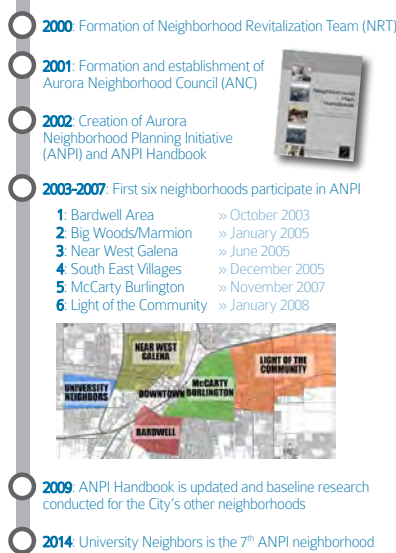 2000: Formation of Neighborhood Revitalization Team (NRT)
2001: Formation and establishment of
Aurora Neighborhood Council (ANC)
Neighborhood
Plan
Handbook
2002: Creation of Aurora
Neighborhood Planning Initiative
(ANPI) and ANPI Handbook
2003-2007: First six neighborhoods participate in ANPI
1: Bardwell Area » October 2003
2: Big Woods/Marmion » January 2005
3: Near West Galena » June 2005
4: South East Villages » December 2005
5: McCarty Burlington » November 2007
6: Light of the Community » January 2008
NEAR WEST
GALENA
LIGHT OF THE
COMMUNITY
UNIVERSITY
NEIGHBORS
DOWNTOWN
McCARTY
BURLINGTON
BARDWELL
2009: ANPI Handbook is updated and baseline research
conducted for the City's other neighborhoods
2014: University Neighbors is the 7th ANPI neighborhood